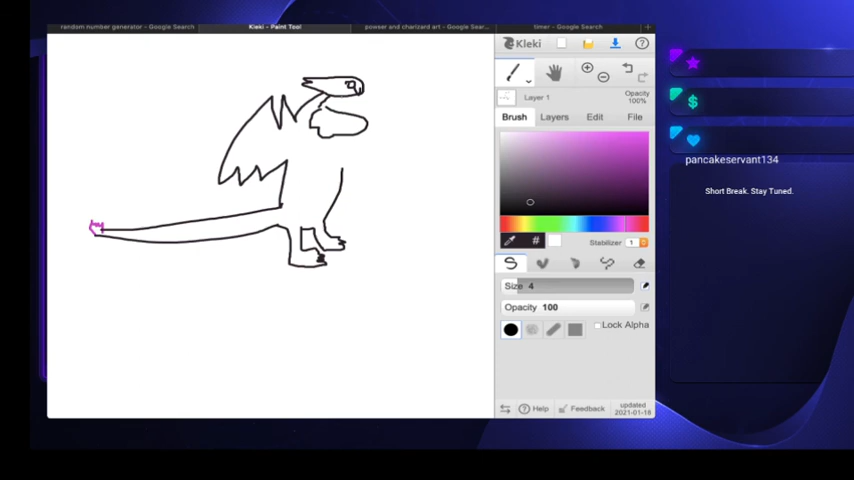 random number generator - Google Search
Kleki - Paint Tool
powser and charizard art - Google Sear...
timer - Google Search
Kleki
Layer 1
Opacity
100%
Brush
Layers
Edit
File
#
Stabilizer 1
Size 4
Opacity 100
Lock Alpha
Help
Feedback
updated
2021-01-18
$
pancakeservant134
Short Break. Stay Tuned.